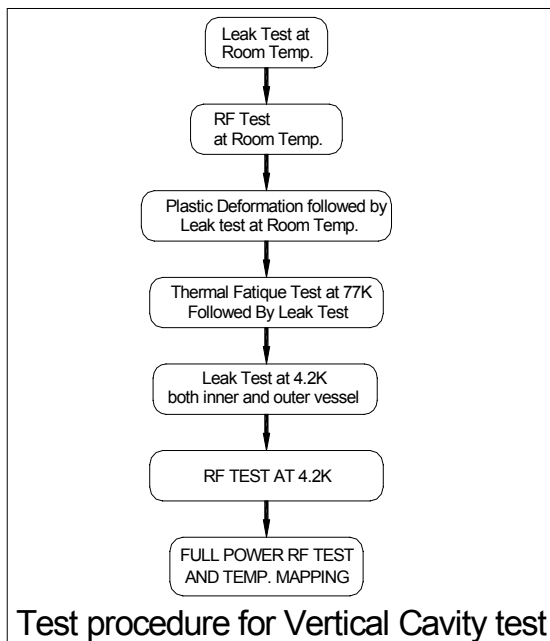 Leak Test at
Room Temp.
RF Test
at Room Temp.
Plastic Deformation followed by
Leak test at Room Temp.
Thermal Fatique Test at 77K
Followed By Leak Test
Leak Test at 4.2K
both inner and outer vessel
RF TEST AT 4.2K
FULL POWER RF TEST
AND TEMP. MAPPING
Test procedure for Vertical Cavity test